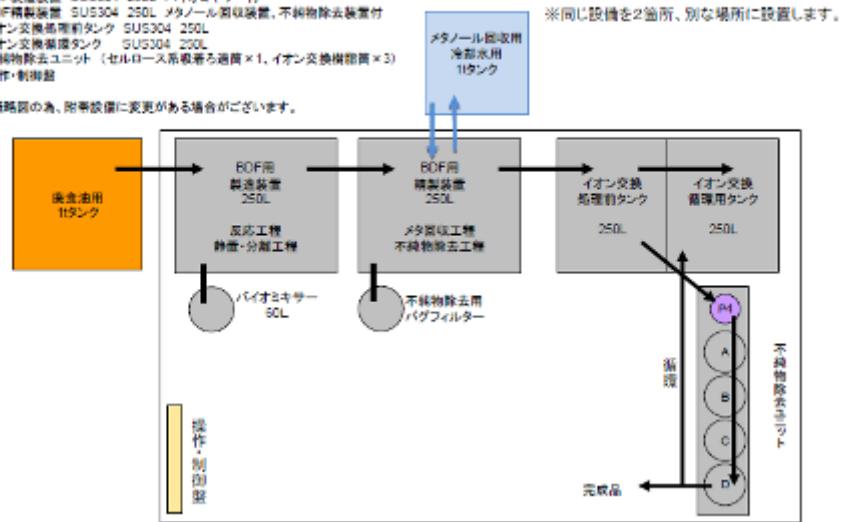 ※同じ設備を2箇所、別な場所に設置します。
精製装置 SUS304 250L メタノール回収装置、不純物除去装置付
オン交換処理前タンク SUS304 250L
オン交換循環タンク SUS304 250L
物除去ユニット (セルロース系吸着ろ過筒×1、イオン交換樹脂筒×3)
作・制御盤
略図の為、附帯設備に変更がある場合がございます。
メタノール回収用
冷却水用
1tタンク
廃食油用
1tタンク
BDF用
製造装置
250L
反応工程
静置・分離工程
BDF用
精製装置
250L
メタ回収工程
不純物除去工程
イオン交換
処理前タンク
250L
イオン交換
循環用タンク
250L
バイオミキサー
60L
不純物除去用
バグフィルター
P4
A
B
C
D
循環
不純物除去ユニット
操作・制御盤
完成品